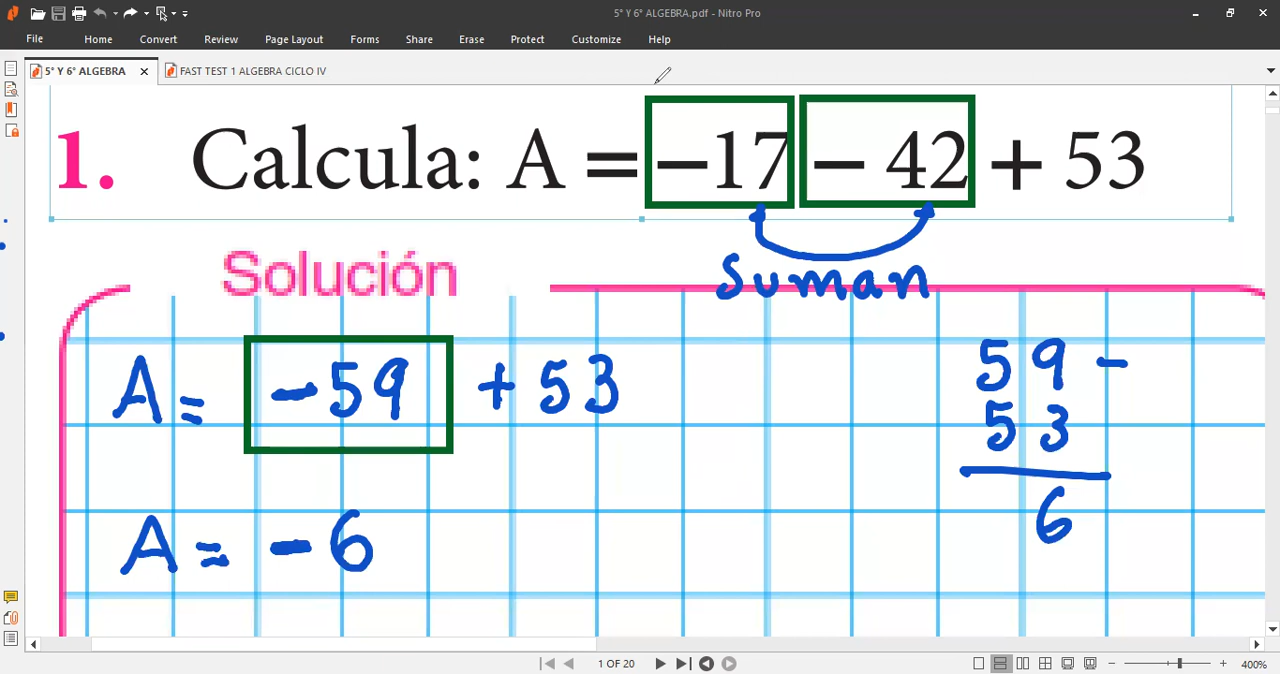 5° Y 6° ALGEBRA.pdf - Nitro Pro
File Home Convert Review Page Layout Forms Share Erase Protect Customize Help
5° Y 6° ALGEBRA FAST TEST 1 ALGEBRA CICLO IV
1. Calcula: A = −17 − 42 + 53
Suman
Solución
A = −59 + 53
59 −
53
6
A = −6
1 OF 20
400%